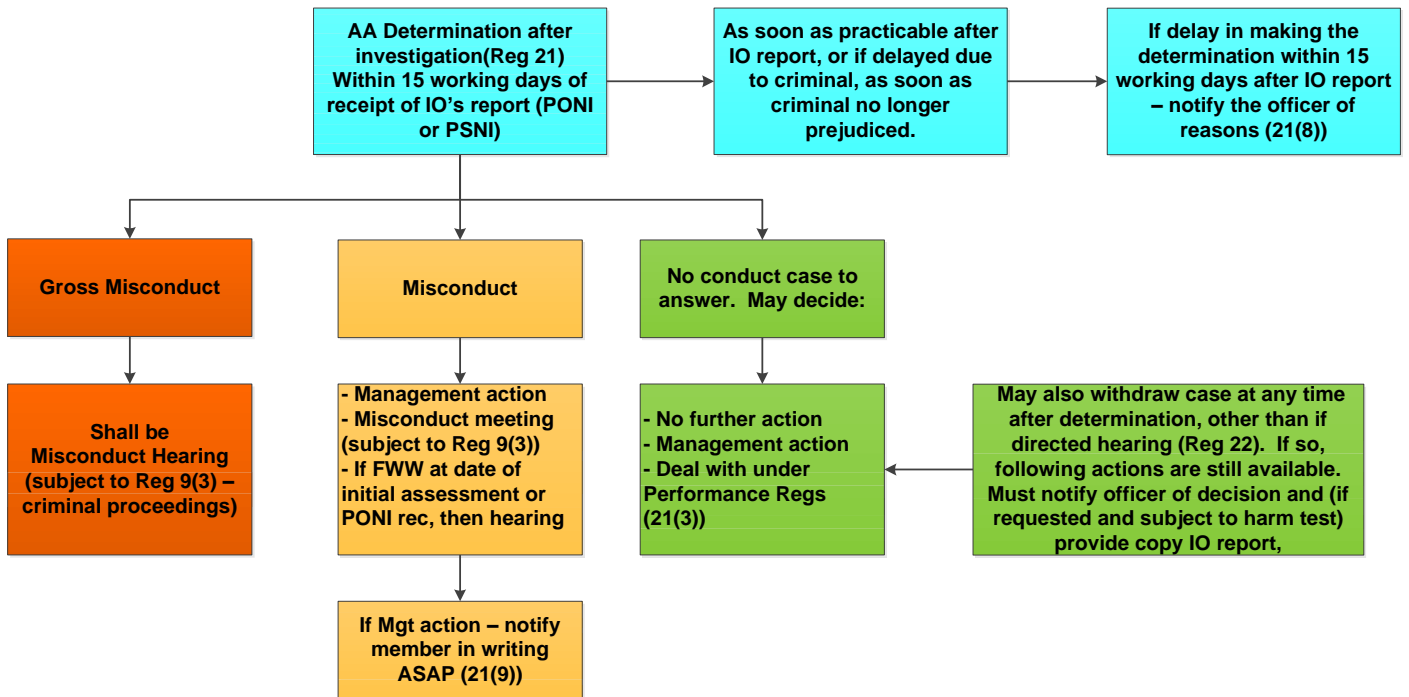 AA Determination after
investigation(Reg 21)
Within 15 working days of
receipt of IO's report (PONI
or PSNI)
As soon as practicable after
IO report, or if delayed due
to criminal, as soon as
criminal no longer
prejudiced.
If delay in making the
determination within 15
working days after IO report
– notify the officer of
reasons (21(8))
Gross Misconduct
Misconduct
No conduct case to
answer.  May decide:
Shall be
Misconduct Hearing
(subject to Reg 9(3) –
criminal proceedings)
- Management action
- Misconduct meeting
(subject to Reg 9(3))
- If FWW at date of
initial assessment or
PONI rec, then hearing
- No further action
- Management action
- Deal with under
Performance Regs
(21(3))
May also withdraw case at any time
after determination, other than if
directed hearing (Reg 22).  If so,
following actions are still available.
Must notify officer of decision and (if
requested and subject to harm test)
provide copy IO report,
If Mgt action – notify
member in writing
ASAP (21(9))